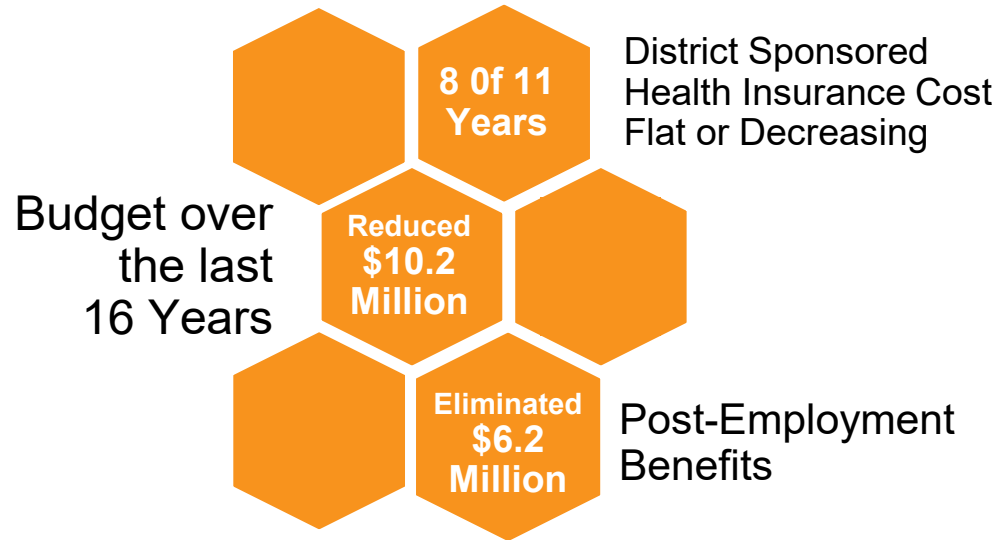 8 0f 11
Years
District Sponsored
Health Insurance Cost
Flat or Decreasing
Budget over
the last
16 Years
Reduced
$10.2
Million
Eliminated
$6.2
Million
Post-Employment
Benefits